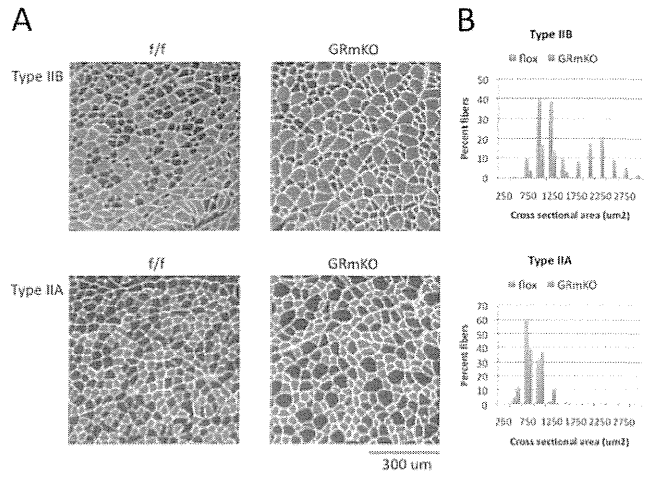 A
f/f
GRmKO
Type IIB
f/f
GRmKO
Type IIA
300 um
B
Type IIB
flox GRmKO
Percent fibers
50
40
30
20
10
0
250 750 1250 1750 2250 2750
Cross sectional area (um2)
Type IIA
flox GRmKO
Percent fibers
70
60
50
40
30
20
10
0
250 750 1250 1750 2250 2750
Cross sectional area (um2)